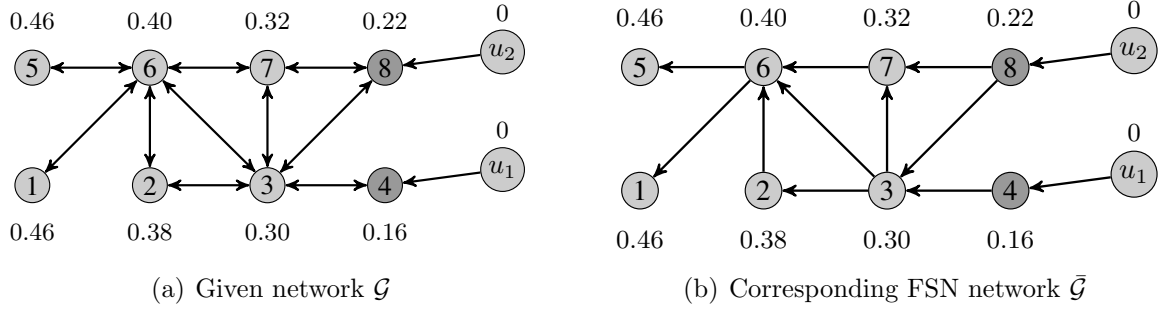 0.46 0.40 0.32 0.22 0
5 6 7 8 u₂
0
1 2 3 4 u₁
0.46 0.38 0.30 0.16
(a) Given network 𝒢
0.46 0.40 0.32 0.22 0
5 6 7 8 u₂
0
1 2 3 4 u₁
0.46 0.38 0.30 0.16
(b) Corresponding FSN network 𝒢̄